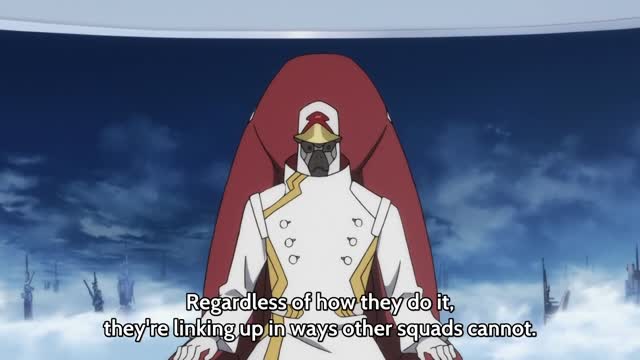 Regardless of how they do it,
they're linking up in ways other squads cannot.